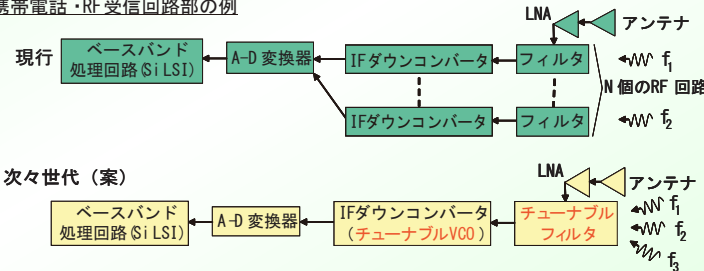 携帯電話・RF受信回路部の例
LNA
アンテナ
現行
ベースバンド
処理回路(Si LSI)
A-D 変換器
IFダウンコンバータ
フィルタ
f1
N 個のRF 回路
IFダウンコンバータ
フィルタ
f2
次々世代（案）
LNA
アンテナ
ベースバンド
処理回路(Si LSI)
A-D 変換器
IFダウンコンバータ
（チューナブルVCO）
チューナブル
フィルタ
f1
f2
f3